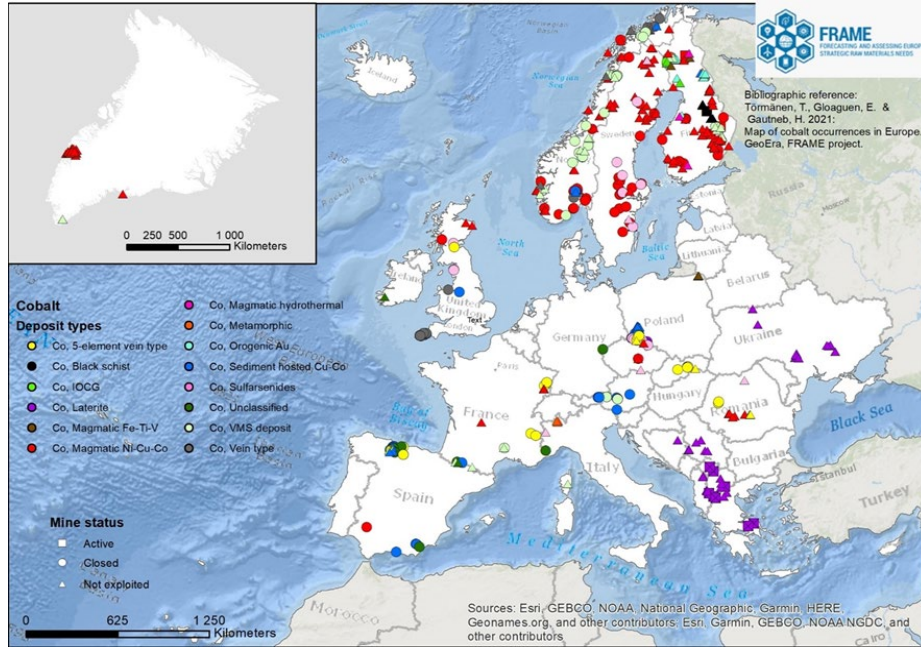 FRAME
FORECASTING AND ASSESSING EUROPE
STRATEGIC RAW MATERIALS NEEDS
Bibliographic reference:
Törmänen, T., Gloaguen, E. &
Gautneb, H. 2021:
Map of cobalt occurrences in Europe.
GeoEra, FRAME project.
0 250 500 1 000
Kilometers
Iceland
Norwegian Basin
Norwegian
Sea
Sweden
Russia
Moscow
Estonia
Latvia
Lithuania
Baltic
Sea
North
Sea
Belarus
Ireland
United
Kingdom
London
Text
Poland
Germany
Ukraine
Paris
France
Hungary
Romania
Bay of
Biscay
Black Sea
Bulgaria
Istanbul
Italy
Spain
Turkey
Mediterranean Sea
Morocco
Cairo
Cobalt
Deposit types
Co, 5-element vein type
Co, Black schist
Co, IOCG
Co, Laterite
Co, Magmatic Fe-Ti-V
Co, Magmatic Ni-Cu-Co
Co, Magmatic hydrothermal
Co, Metamorphic
Co, Orogenic Au
Co, Sediment hosted Cu-Co
Co, Sulfarsenides
Co, Unclassified
Co, VMS deposit
Co, Vein type
Mine status
Active
Closed
Not exploited
0 625 1 250
Kilometers
Sources: Esri, GEBCO, NOAA, National Geographic, Garmin, HERE,
Geonames.org, and other contributors. Esri, Garmin, GEBCO, NOAA NGDC, and
other contributors